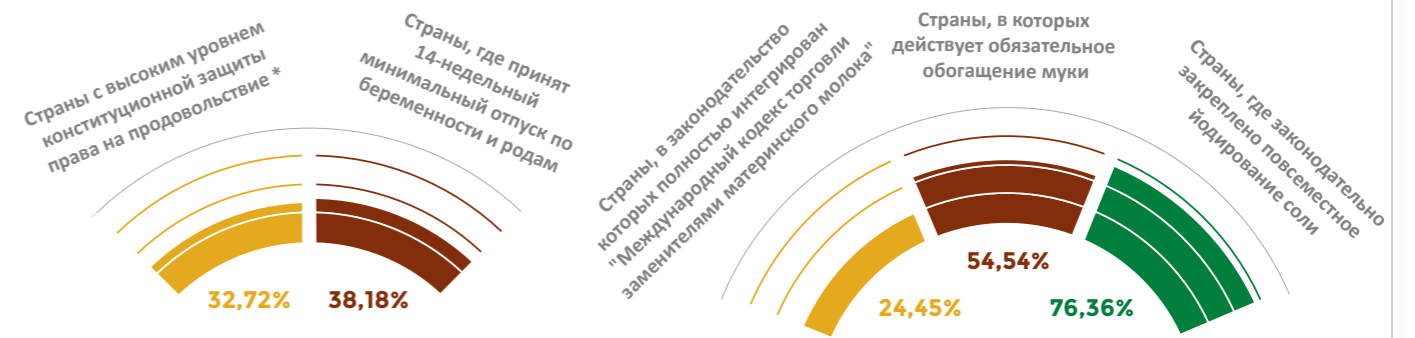 Страны с высоким уровнем
конституционной защиты
права на продовольствие *
Страны, где принят
14-недельный
минимальный отпуск по
беременности и родам
32,72%
38,18%
Страны, в законодательство
которых полностью интегрирован
"Международный кодекс торговли
заменителями материнского молока"
Страны, в которых
действует обязательное
обогащение муки
Страны, где законодательно
закреплено повсеместное
йодирование соли
24,45%
54,54%
76,36%